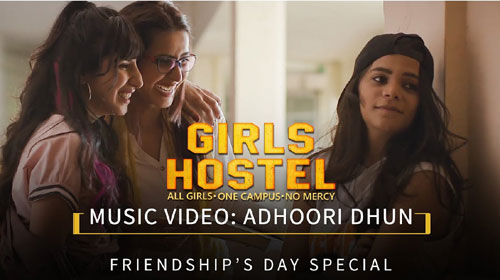 GIRLS
HOSTEL
ALL GIRLS • ONE CAMPUS • NO MERCY
MUSIC VIDEO: ADHOORI DHUN
FRIENDSHIP'S DAY SPECIAL